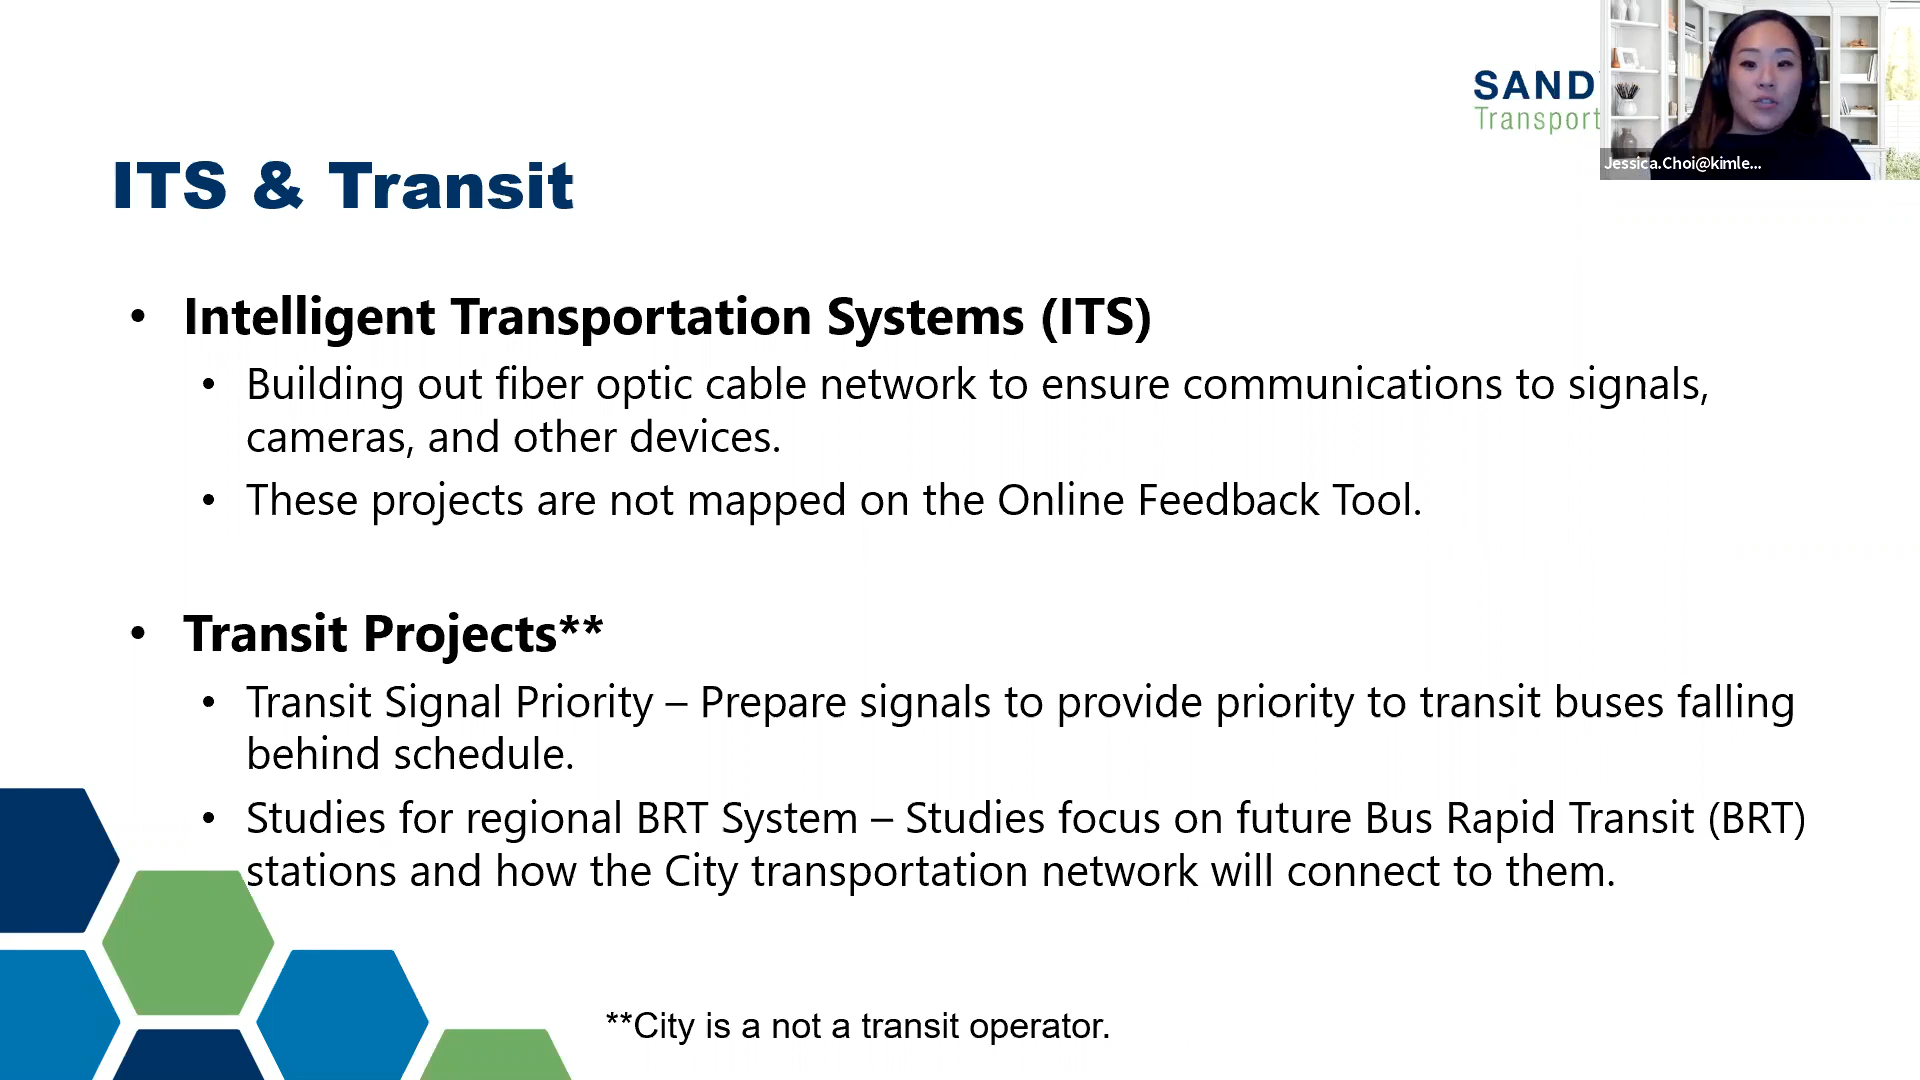 SAND
Transport
Jessica.Choi@kimle...
ITS & Transit
• Intelligent Transportation Systems (ITS)
• Building out fiber optic cable network to ensure communications to signals,
cameras, and other devices.
• These projects are not mapped on the Online Feedback Tool.
• Transit Projects**
• Transit Signal Priority – Prepare signals to provide priority to transit buses falling
behind schedule.
• Studies for regional BRT System – Studies focus on future Bus Rapid Transit (BRT)
stations and how the City transportation network will connect to them.
**City is a not a transit operator.